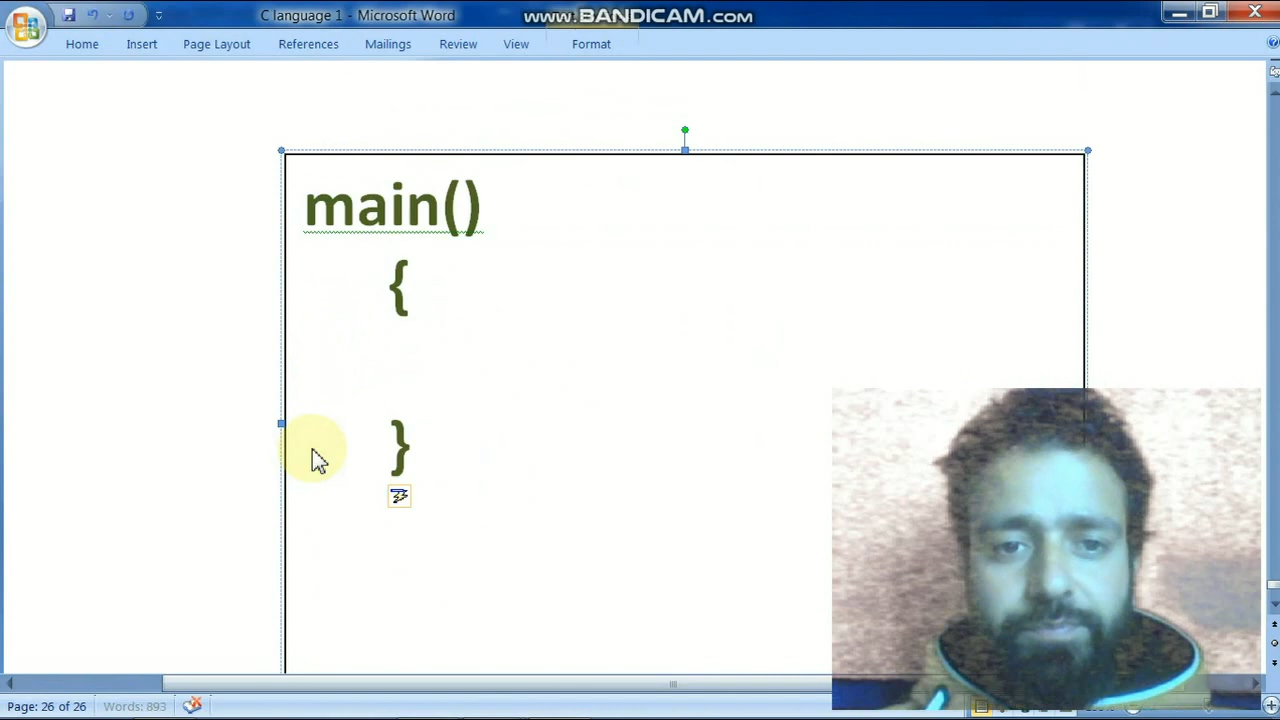 C language 1 - Microsoft Word
www.BANDICAM.com
Home Insert Page Layout References Mailings Review View Format
main()
{
}
Page: 26 of 26 Words: 893